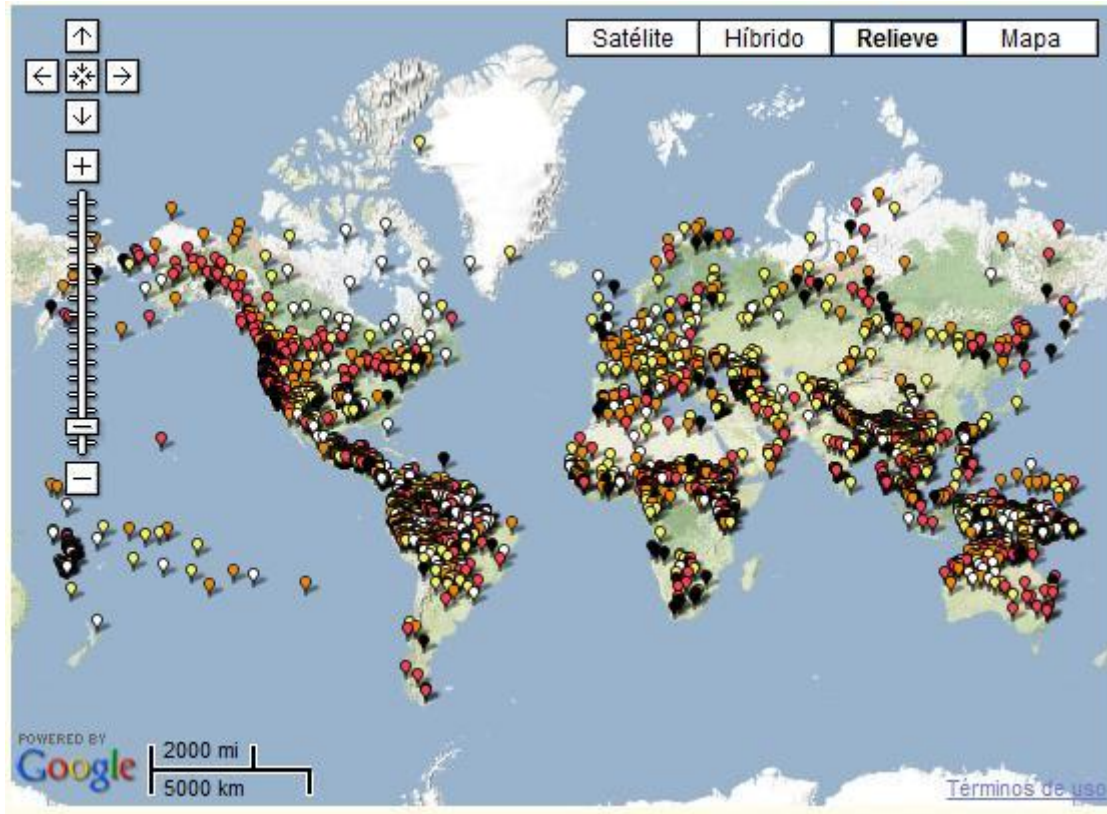 Satélite Híbrido Relieve Mapa
POWERED BY
Google
2000 mi
5000 km
Términos de uso